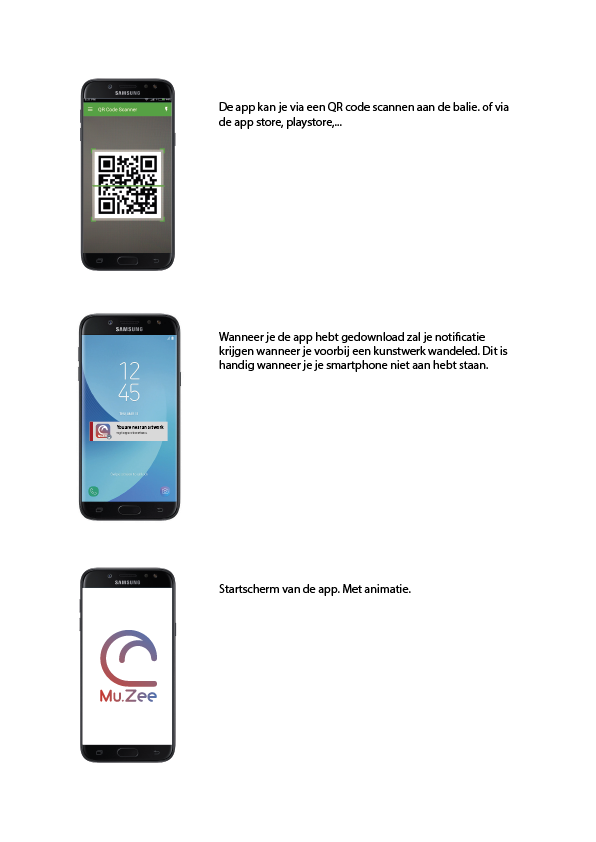 SAMSUNG
QR Code Scanner
De app kan je via een QR code scannen aan de balie. of via
de app store, playstore,...
SAMSUNG
12
45
Wanneer je de app hebt gedownload zal je notificatie
krijgen wanneer je voorbij een kunstwerk wandeled. Dit is
handig wanneer je je smartphone niet aan hebt staan.
You are near an artwork
SAMSUNG
Mu.Zee
Startscherm van de app. Met animatie.